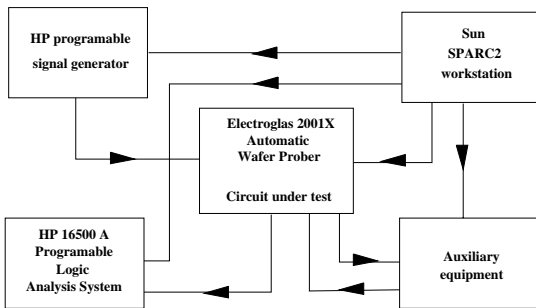 HP programable
signal generator
Sun
SPARC2
workstation
Electroglas 2001X
Automatic
Wafer Prober
Circuit under test
HP 16500 A
Programable
Logic
Analysis System
Auxiliary
equipment